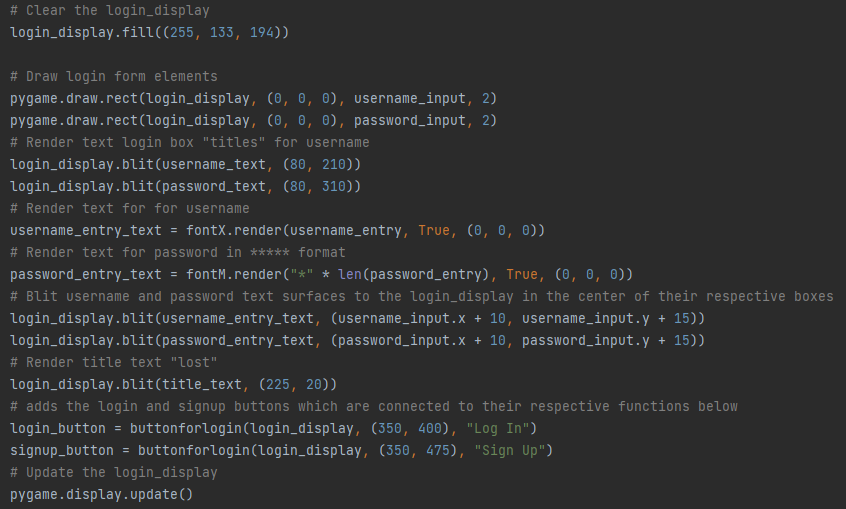 # Clear the login_display
login_display.fill((255, 133, 194))
# Draw login form elements
pygame.draw.rect(login_display, (0, 0, 0), username_input, 2)
pygame.draw.rect(login_display, (0, 0, 0), password_input, 2)
# Render text login box "titles" for username
login_display.blit(username_text, (80, 210))
login_display.blit(password_text, (80, 310))
# Render text for for username
username_entry_text = fontX.render(username_entry, True, (0, 0, 0))
# Render text for password in ***** format
password_entry_text = fontM.render("*" * len(password_entry), True, (0, 0, 0))
# Blit username and password text surfaces to the login_display in the center of their respective boxes
login_display.blit(username_entry_text, (username_input.x + 10, username_input.y + 15))
login_display.blit(password_entry_text, (password_input.x + 10, password_input.y + 15))
# Render title text "lost"
login_display.blit(title_text, (225, 20))
# adds the login and signup buttons which are connected to their respective functions below
login_button = buttonforlogin(login_display, (350, 400), "Log In")
signup_button = buttonforlogin(login_display, (350, 475), "Sign Up")
# Update the login_display
pygame.display.update()